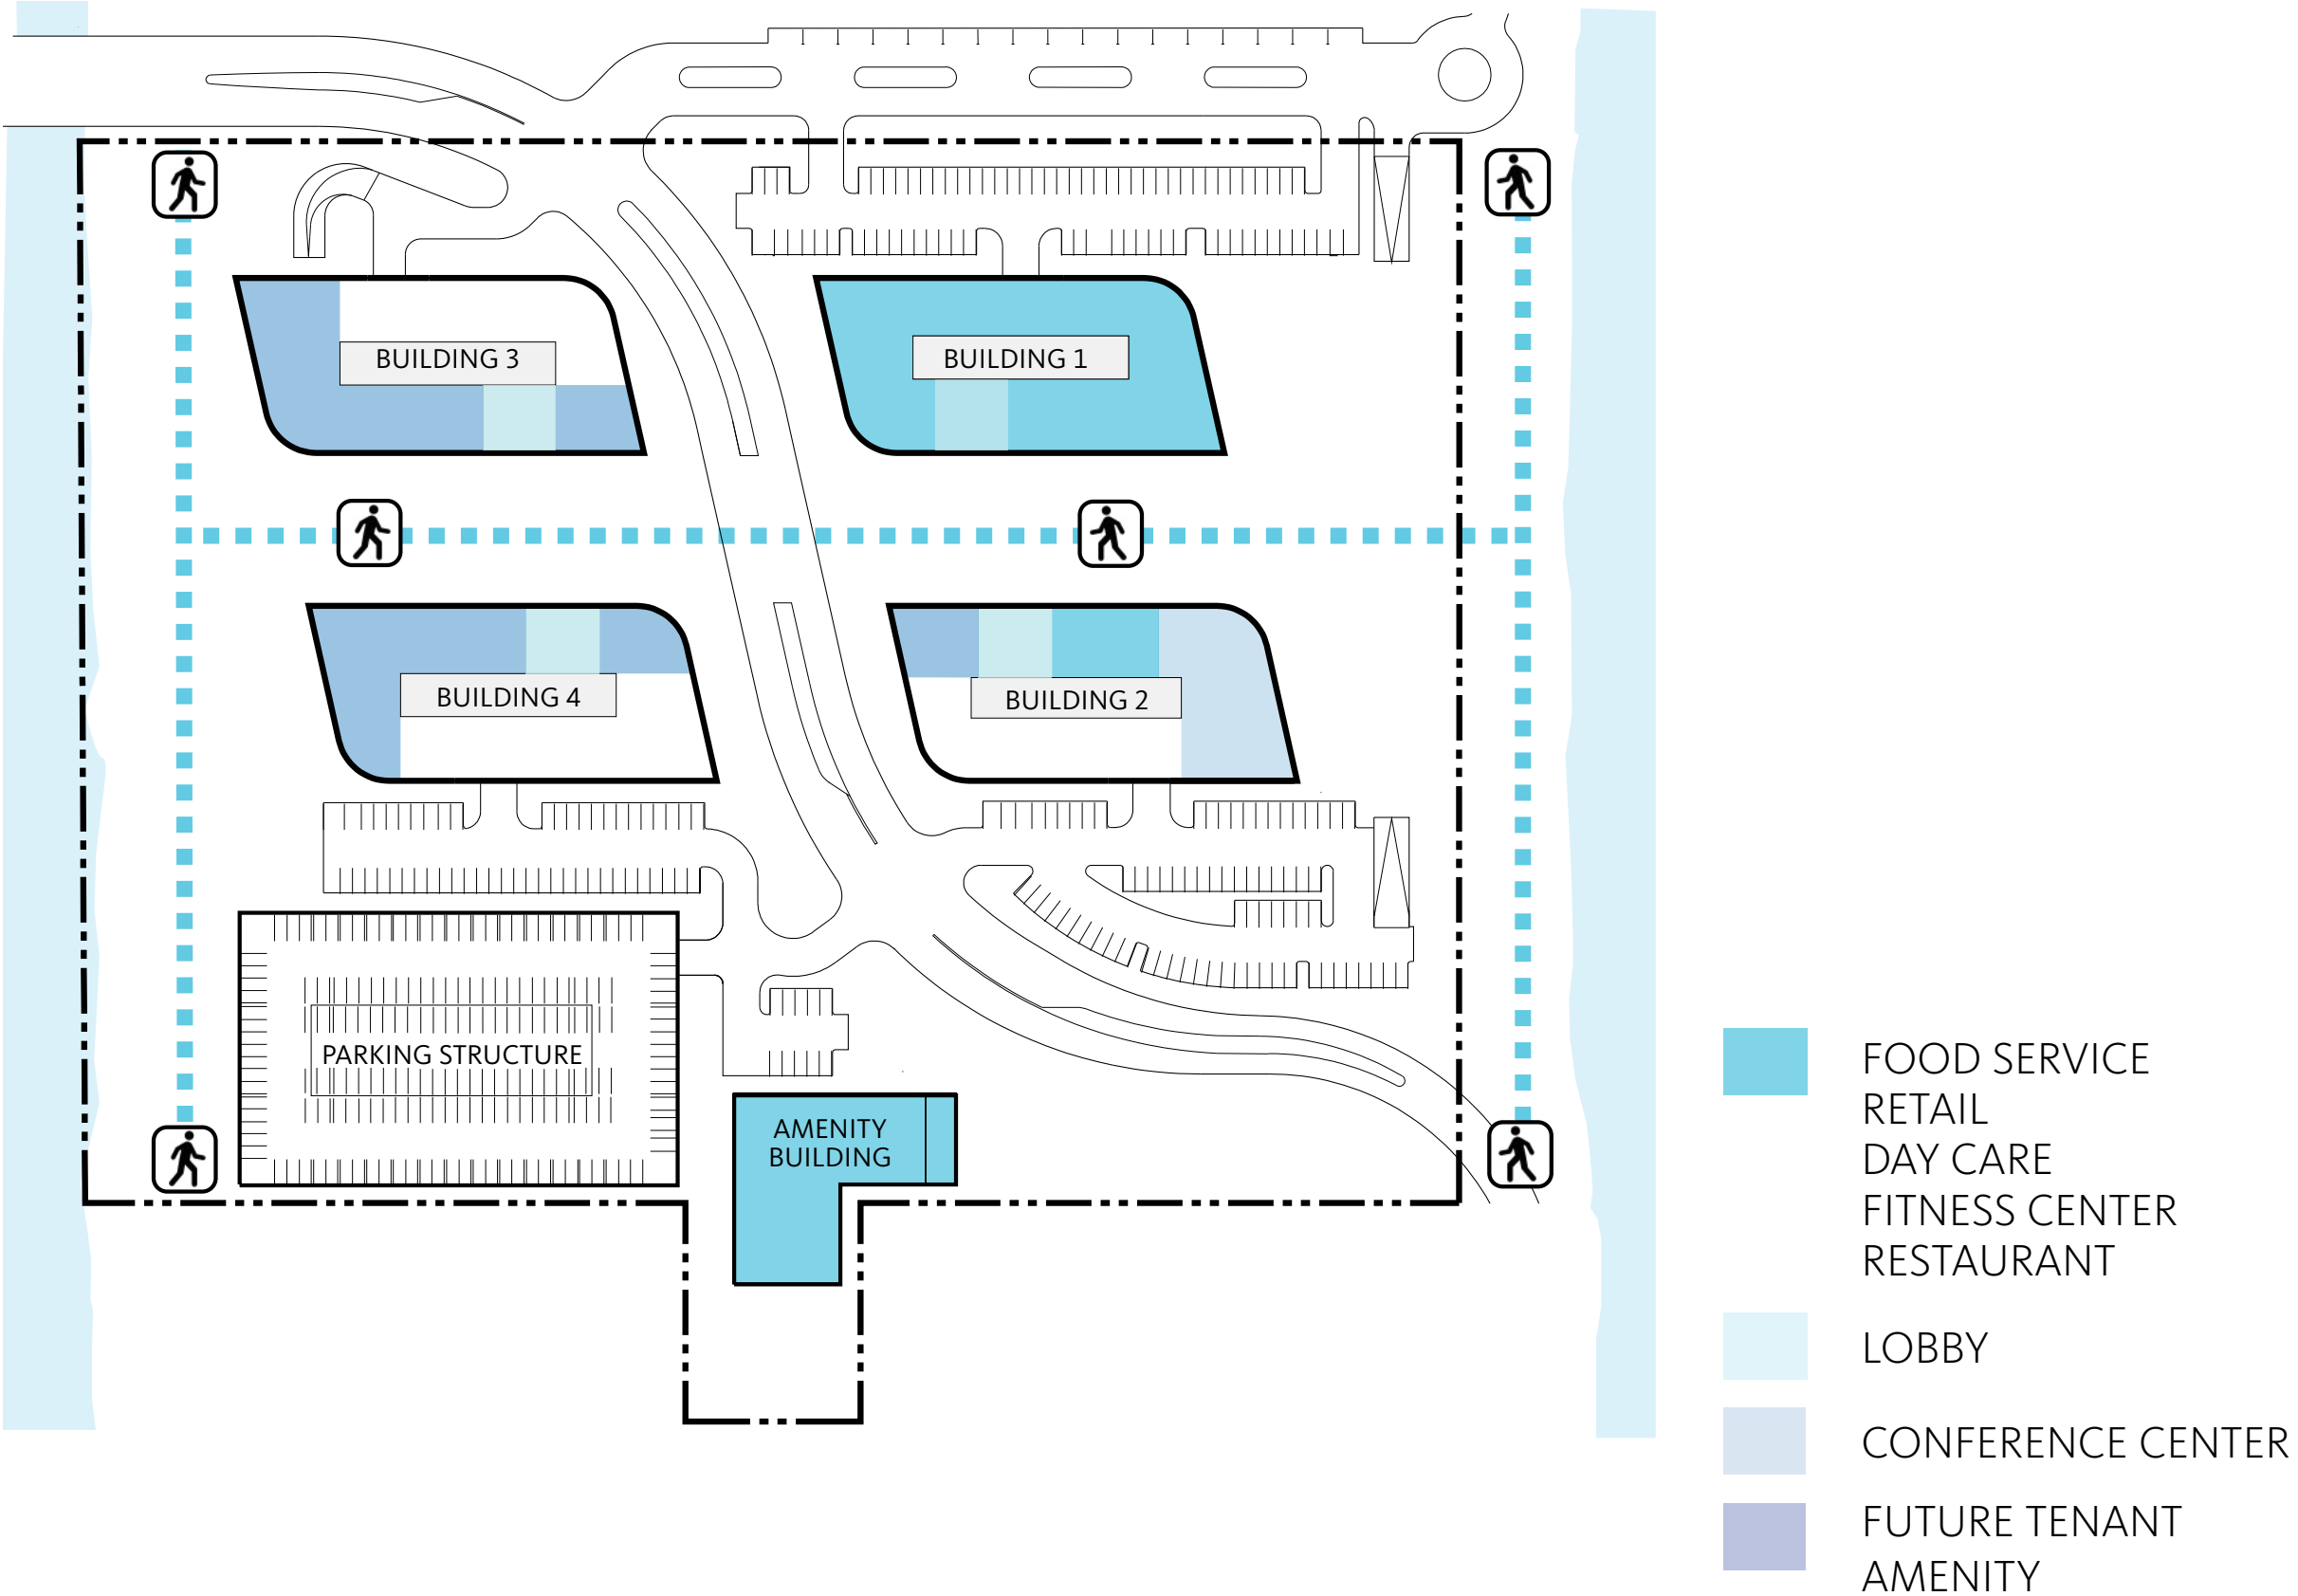 BUILDING 3
BUILDING 1
BUILDING 4
BUILDING 2
PARKING STRUCTURE
AMENITY
BUILDING
FOOD SERVICE
RETAIL
DAY CARE
FITNESS CENTER
RESTAURANT
LOBBY
CONFERENCE CENTER
FUTURE TENANT
AMENITY